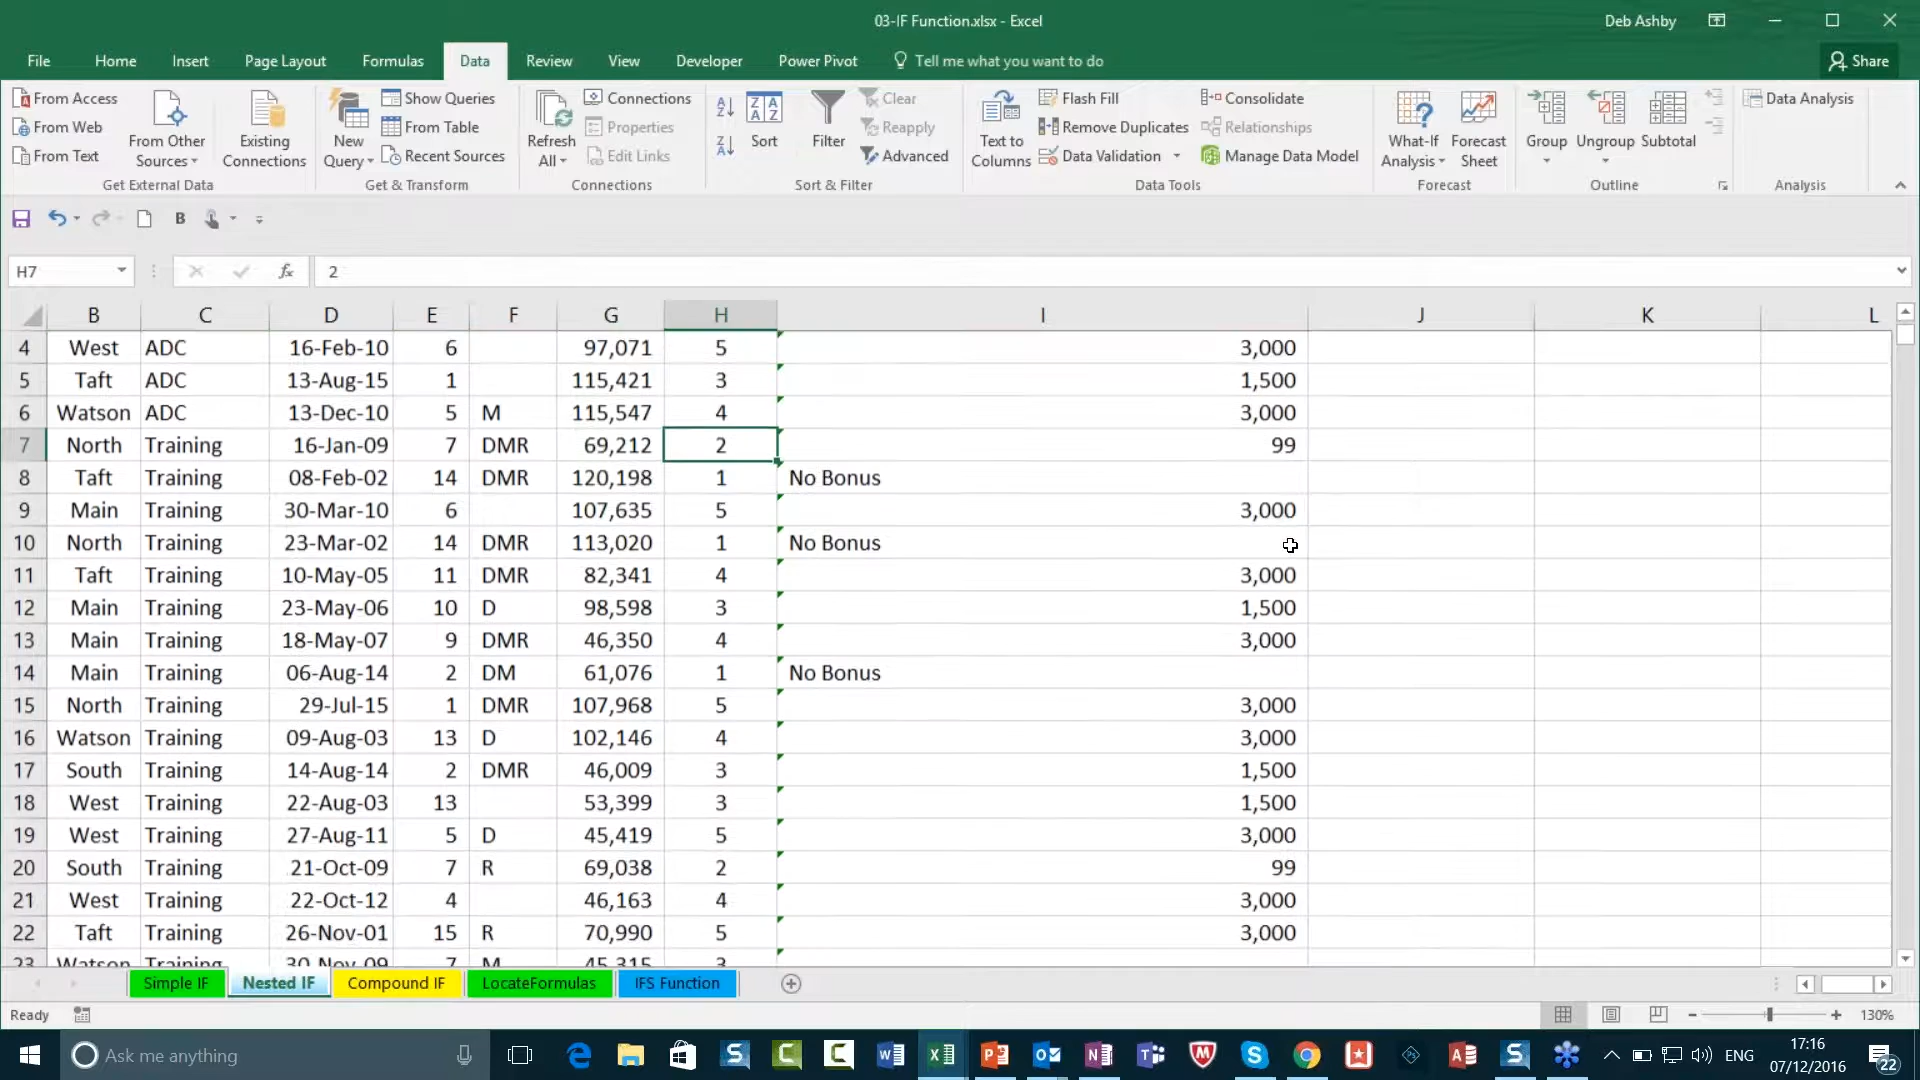 03-IF Function.xlsx - Excel
Deb Ashby
File Home Insert Page Layout Formulas Data Review View Developer Power Pivot Tell me what you want to do Share
From Access
From Web
From Text
From Other Sources
Existing Connections
Get External Data
New Query
Show Queries
From Table
Recent Sources
Get & Transform
Refresh All
Connections
Properties
Edit Links
Connections
Sort
Filter
Clear
Reapply
Advanced
Sort & Filter
Text to Columns
Flash Fill
Remove Duplicates
Data Validation
Consolidate
Relationships
Manage Data Model
Data Tools
What-If Analysis
Forecast Sheet
Forecast
Group
Ungroup
Subtotal
Outline
Data Analysis
Analysis
B
H7 fx 2
B C D E F G H I J K L
4 West ADC 16-Feb-10 6 97,071 5 3,000
5 Taft ADC 13-Aug-15 1 115,421 3 1,500
6 Watson ADC 13-Dec-10 5 M 115,547 4 3,000
7 North Training 16-Jan-09 7 DMR 69,212 2 99
8 Taft Training 08-Feb-02 14 DMR 120,198 1 No Bonus
9 Main Training 30-Mar-10 6 107,635 5 3,000
10 North Training 23-Mar-02 14 DMR 113,020 1 No Bonus
11 Taft Training 10-May-05 11 DMR 82,341 4 3,000
12 Main Training 23-May-06 10 D 98,598 3 1,500
13 Main Training 18-May-07 9 DMR 46,350 4 3,000
14 Main Training 06-Aug-14 2 DM 61,076 1 No Bonus
15 North Training 29-Jul-15 1 DMR 107,968 5 3,000
16 Watson Training 09-Aug-03 13 D 102,146 4 3,000
17 South Training 14-Aug-14 2 DMR 46,009 3 1,500
18 West Training 22-Aug-03 13 53,399 3 1,500
19 West Training 27-Aug-11 5 D 45,419 5 3,000
20 South Training 21-Oct-09 7 R 69,038 2 99
21 West Training 22-Oct-12 4 46,163 4 3,000
22 Taft Training 26-Nov-01 15 R 70,990 5 3,000
23 Watson Training 30-Nov-09 7 M 45,315 3
Simple IF Nested IF Compound IF LocateFormulas IFS Function
Ready 130%
Ask me anything
ENG
17:16
07/12/2016
22